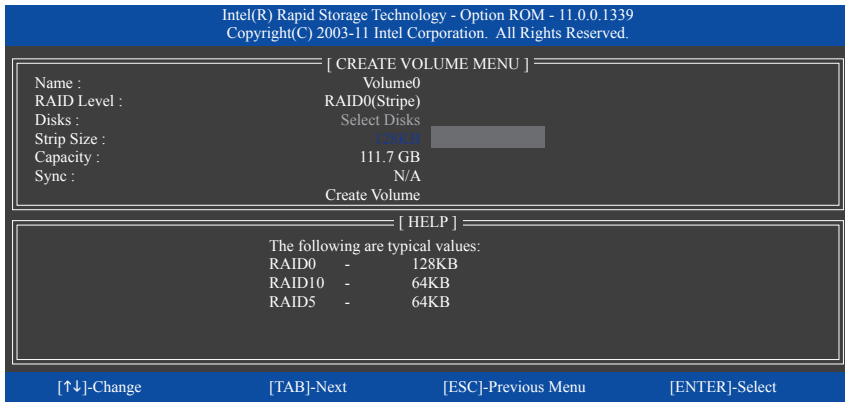 Intel(R) Rapid Storage Technology - Option ROM - 11.0.0.1339
Copyright(C) 2003-11 Intel Corporation. All Rights Reserved.
[ CREATE VOLUME MENU ]
Name : Volume0
RAID Level : RAID0(Stripe)
Disks : Select Disks
Strip Size : 128KB
Capacity : 111.7 GB
Sync : N/A
Create Volume
[ HELP ]
The following are typical values:
RAID0 - 128KB
RAID10 - 64KB
RAID5 - 64KB
[↑↓]-Change [TAB]-Next [ESC]-Previous Menu [ENTER]-Select